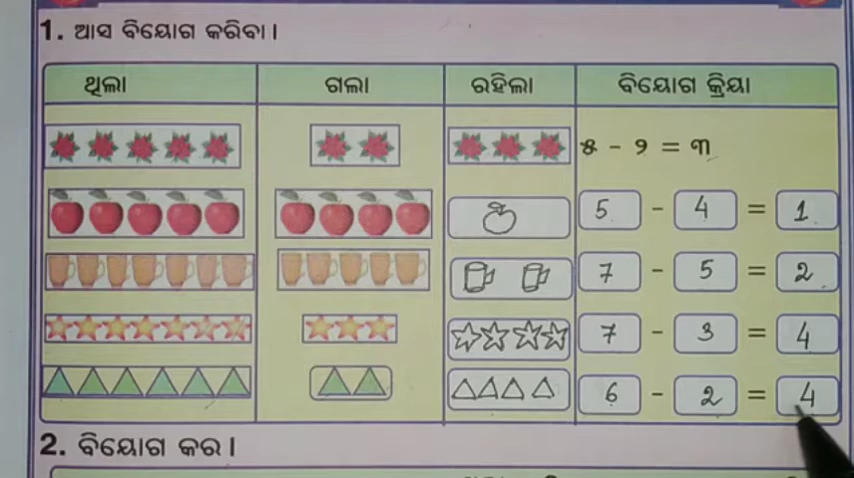 1. ଆସ ବିୟୋଗ କରିବା ।
ଥିଲା ଗଲା ରହିଲା ବିୟୋଗ କ୍ରିୟା
୫ - ୨ = ୩
5 - 4 = 1
7 - 5 = 2
7 - 3 = 4
6 - 2 = 4
2. ବିୟୋଗ କର ।